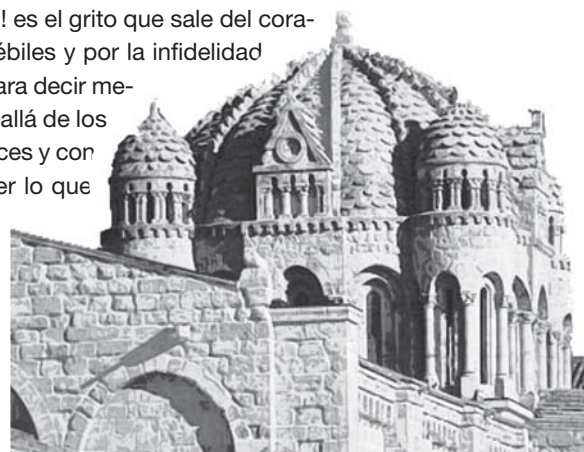 ! es el grito que sale del cora-
ébiles y por la infidelidad
ara decir me-
allá de los
ces y con
er lo que